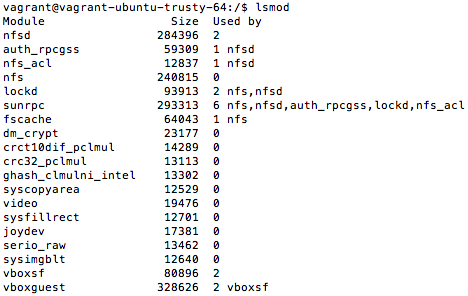 vagrant@vagrant-ubuntu-trusty-64:/$ lsmod
Module                  Size  Used by
nfsd                  284396  2
auth_rpcgss            59309  1 nfsd
nfs_acl                12837  1 nfsd
nfs                   240815  0
lockd                  93913  2 nfs,nfsd
sunrpc                293313  6 nfs,nfsd,auth_rpcgss,lockd,nfs_acl
fscache                64043  1 nfs
dm_crypt               23177  0
crct10dif_pclmul       14289  0
crc32_pclmul           13113  0
ghash_clmulni_intel    13302  0
syscopyarea            12529  0
video                  19476  0
sysfillrect            12701  0
joydev                 17381  0
serio_raw              13462  0
sysimgblt              12640  0
vboxsf                 80896  2
vboxguest             328626  2 vboxsf